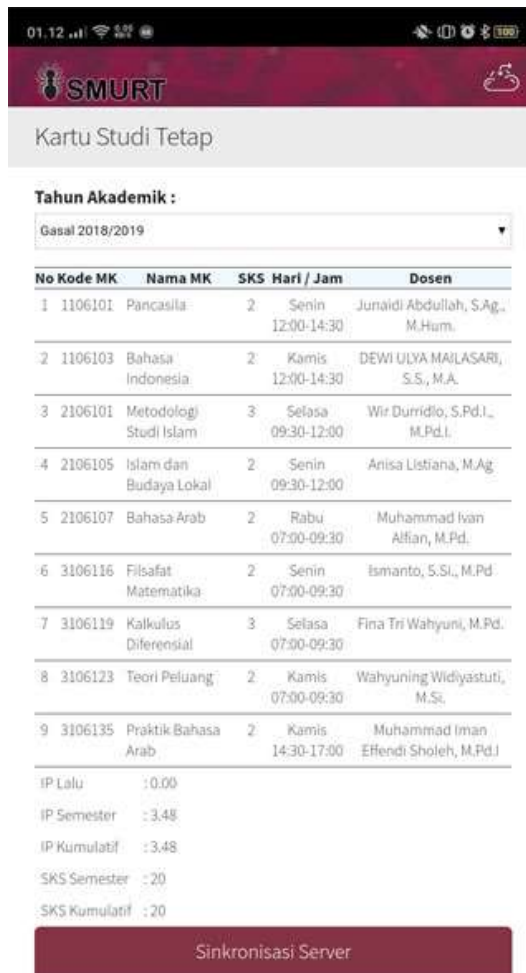 01.12
6.05
KB/S
100
SMURT
Kartu Studi Tetap
Tahun Akademik :
Gasal 2018/2019
No Kode MK Nama MK SKS Hari / Jam Dosen
1 1106101 Pancasila 2 Senin Junaidi Abdullah, S.Ag.,
12:00-14:30 M.Hum.
2 1106103 Bahasa 2 Kamis DEWI ULYA MAILASARI,
Indonesia 12:00-14:30 S.S., M.A.
3 2106101 Metodologi 3 Selasa Wir Durridlo, S.Pd.I.,
Studi Islam 09:30-12:00 M.Pd.I.
4 2106105 Islam dan 2 Senin Anisa Listiana, M.Ag
Budaya Lokal 09:30-12:00
5 2106107 Bahasa Arab 2 Rabu Muhammad Ivan
07:00-09:30 Alfian, M.Pd.
6 3106116 Filsafat 2 Senin Ismanto, S.Si., M.Pd
Matematika 07:00-09:30
7 3106119 Kalkulus 3 Selasa Fina Tri Wahyuni, M.Pd.
Diferensial 07:00-09:30
8 3106123 Teori Peluang 2 Kamis Wahyuning Widiyastuti,
07:00-09:30 M.Si.
9 3106135 Praktik Bahasa 2 Kamis Muhammad Iman
Arab 14:30-17:00 Effendi Sholeh, M.Pd.I
IP Lalu : 0.00
IP Semester : 3.48
IP Kumulatif : 3.48
SKS Semester : 20
SKS Kumulatif : 20
Sinkronisasi Server